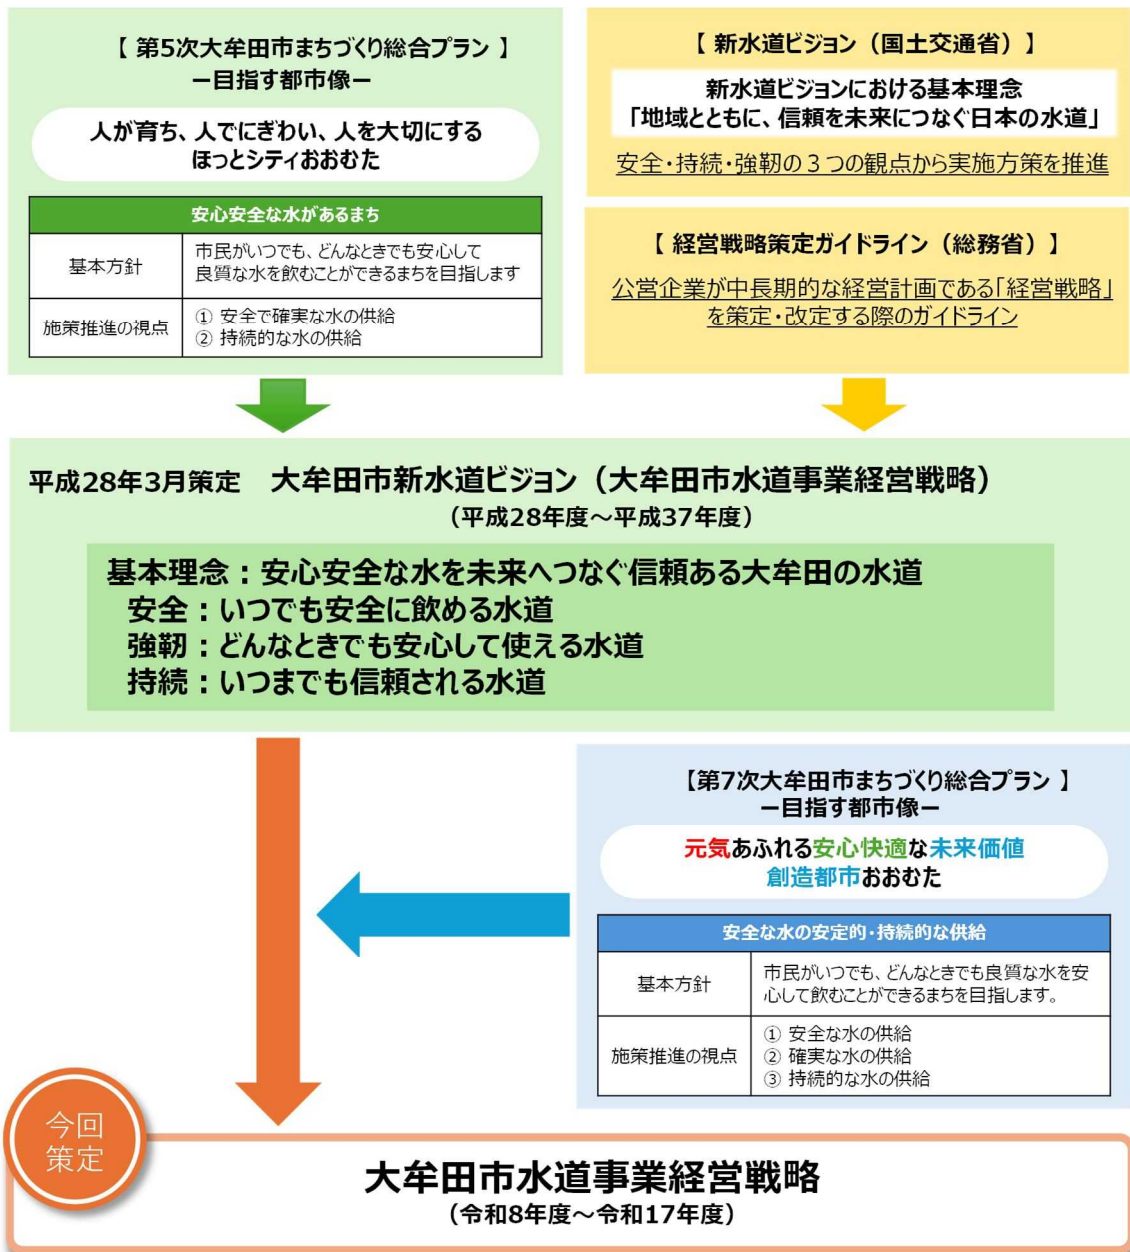 【 第5次大牟田市まちづくり総合プラン 】
ー目指す都市像ー
人が育ち、人でにぎわい、人を大切にする
ほっとシティおおむた
安心安全な水があるまち
基本方針
市民がいつでも、どんなときでも安心して
良質な水を飲むことができるまちを目指します
施策推進の視点
① 安全で確実な水の供給
② 持続的な水の供給
【 新水道ビジョン（国土交通省）】
新水道ビジョンにおける基本理念
「地域とともに、信頼を未来につなぐ日本の水道」
安全・持続・強靭の３つの観点から実施方策を推進
【 経営戦略策定ガイドライン（総務省）】
公営企業が中長期的な経営計画である「経営戦略」
を策定・改定する際のガイドライン
平成28年3月策定　大牟田市新水道ビジョン（大牟田市水道事業経営戦略）
（平成28年度～平成37年度）
基本理念：安心安全な水を未来へつなぐ信頼ある大牟田の水道
安全：いつでも安全に飲める水道
強靭：どんなときでも安心して使える水道
持続：いつまでも信頼される水道
【第7次大牟田市まちづくり総合プラン 】
ー目指す都市像ー
元気あふれる安心快適な未来価値
創造都市おおむた
安全な水の安定的・持続的な供給
基本方針
市民がいつでも、どんなときでも良質な水を安
心して飲むことができるまちを目指します。
施策推進の視点
① 安全な水の供給
② 確実な水の供給
③ 持続的な水の供給
今回
策定
大牟田市水道事業経営戦略
（令和8年度～令和17年度）